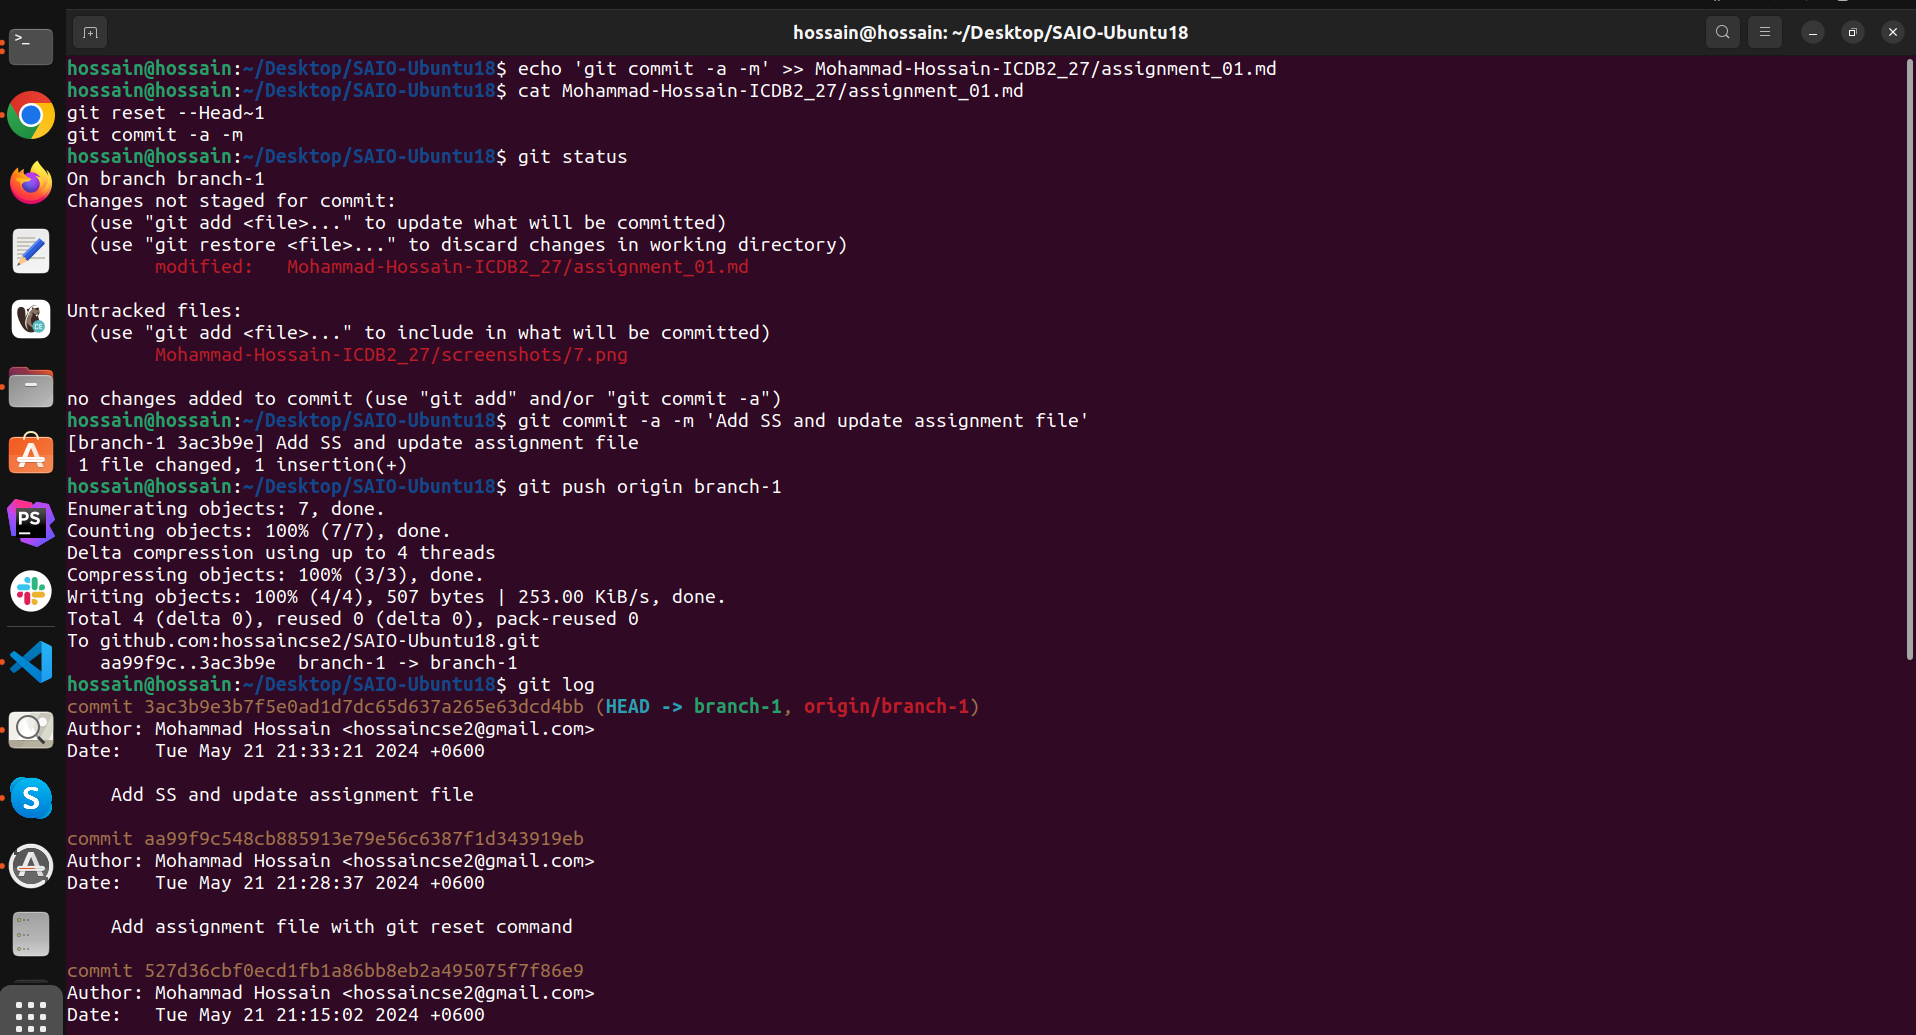 hossain@hossain: ~/Desktop/SAIO-Ubuntu18
hossain@hossain:~/Desktop/SAIO-Ubuntu18$ echo 'git commit -a -m' >> Mohammad-Hossain-ICDB2_27/assignment_01.md
hossain@hossain:~/Desktop/SAIO-Ubuntu18$ cat Mohammad-Hossain-ICDB2_27/assignment_01.md
git reset --Head~1
git commit -a -m
hossain@hossain:~/Desktop/SAIO-Ubuntu18$ git status
On branch branch-1
Changes not staged for commit:
  (use "git add <file>..." to update what will be committed)
  (use "git restore <file>..." to discard changes in working directory)
        modified:   Mohammad-Hossain-ICDB2_27/assignment_01.md

Untracked files:
  (use "git add <file>..." to include in what will be committed)
        Mohammad-Hossain-ICDB2_27/screenshots/7.png

no changes added to commit (use "git add" and/or "git commit -a")
hossain@hossain:~/Desktop/SAIO-Ubuntu18$ git commit -a -m 'Add SS and update assignment file'
[branch-1 3ac3b9e] Add SS and update assignment file
 1 file changed, 1 insertion(+)
hossain@hossain:~/Desktop/SAIO-Ubuntu18$ git push origin branch-1
Enumerating objects: 7, done.
Counting objects: 100% (7/7), done.
Delta compression using up to 4 threads
Compressing objects: 100% (3/3), done.
Writing objects: 100% (4/4), 507 bytes | 253.00 KiB/s, done.
Total 4 (delta 0), reused 0 (delta 0), pack-reused 0
To github.com:hossaincse2/SAIO-Ubuntu18.git
   aa99f9c..3ac3b9e  branch-1 -> branch-1
hossain@hossain:~/Desktop/SAIO-Ubuntu18$ git log
commit 3ac3b9e3b7f5e0ad1d7dc65d637a265e63dcd4bb (HEAD -> branch-1, origin/branch-1)
Author: Mohammad Hossain <hossaincse2@gmail.com>
Date:   Tue May 21 21:33:21 2024 +0600

    Add SS and update assignment file

commit aa99f9c548cb885913e79e56c6387f1d343919eb
Author: Mohammad Hossain <hossaincse2@gmail.com>
Date:   Tue May 21 21:28:37 2024 +0600

    Add assignment file with git reset command

commit 527d36cbf0ecd1fb1a86bb8eb2a495075f7f86e9
Author: Mohammad Hossain <hossaincse2@gmail.com>
Date:   Tue May 21 21:15:02 2024 +0600
>_
CE
PS
S